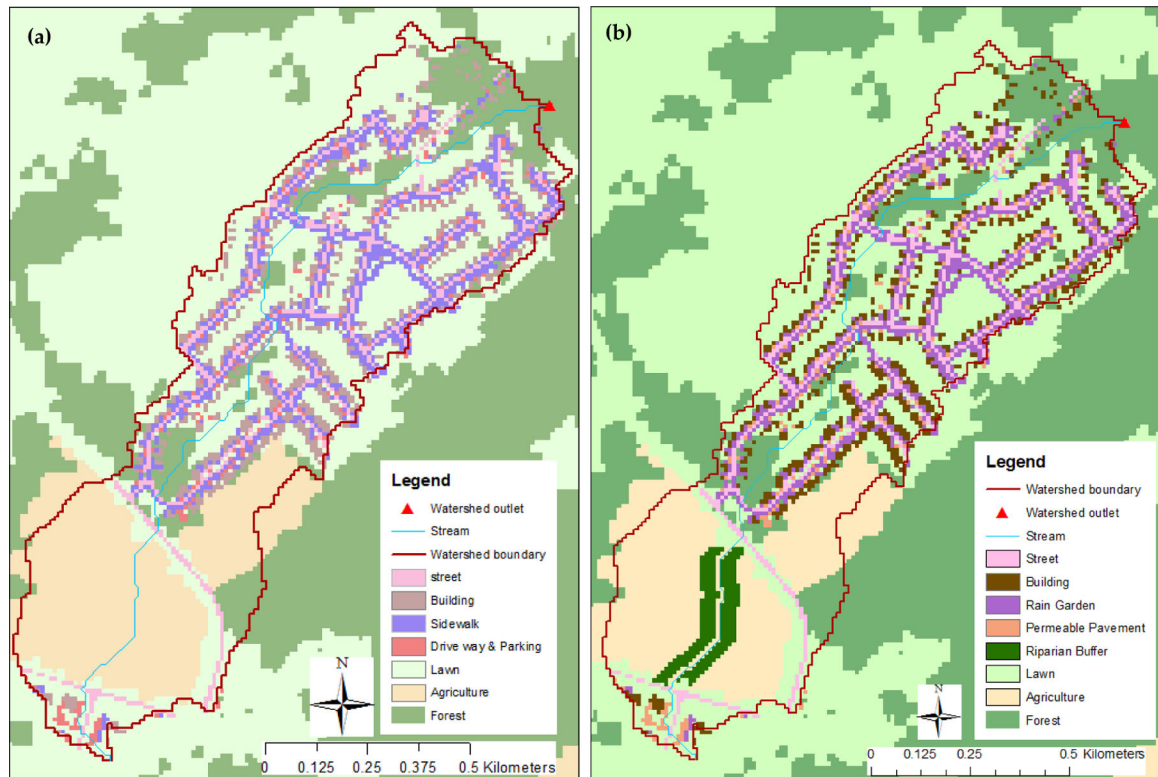 (a)
Legend
Watershed outlet
Stream
Watershed boundary
street
Building
Sidewalk
Drive way & Parking
Lawn
Agriculture
Forest
N
0 0.125 0.25 0.375 0.5 Kilometers
(b)
Legend
Watershed boundary
Watershed outlet
Stream
Street
Building
Rain Garden
Permeable Pavement
Riparian Buffer
Lawn
Agriculture
Forest
N
0 0.125 0.25 0.5 Kilometers